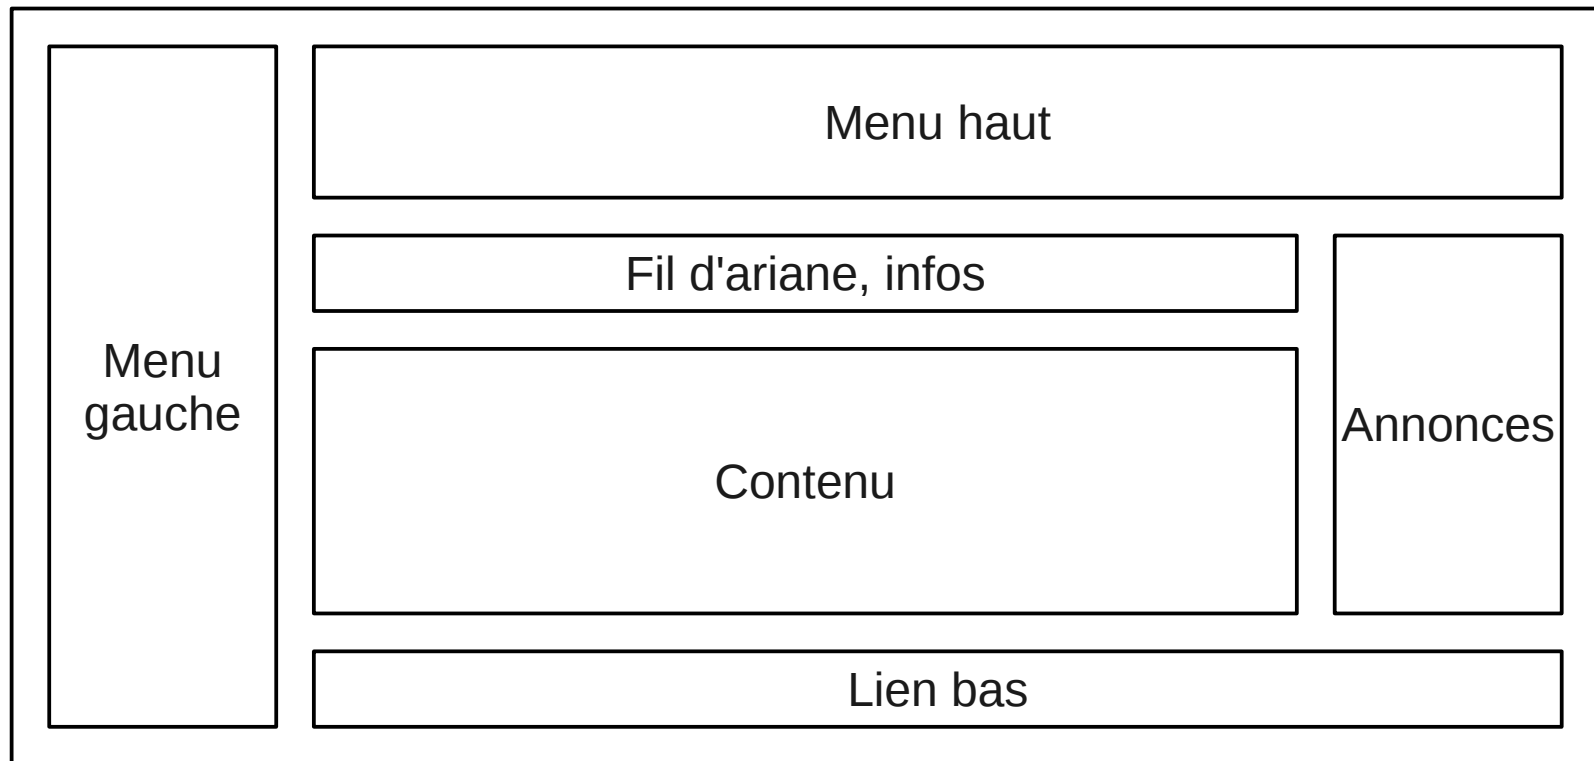 Menu haut
Fil d'ariane, infos
Menu
gauche
Annonces
Contenu
Lien bas